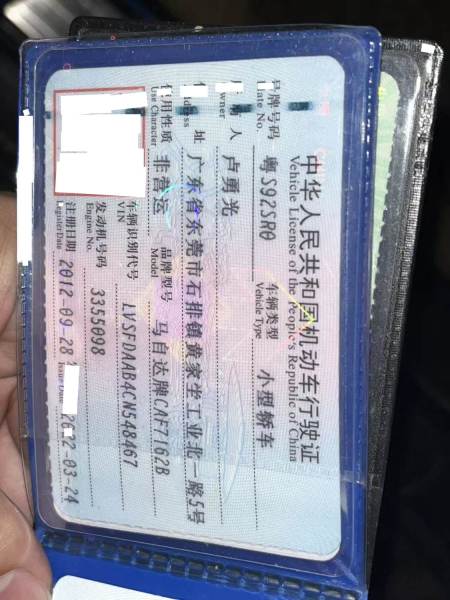 中华人民共和国机动车行驶证
Vehicle License of the People's Republic of China
号牌号码 粤S92SR0 车辆类型 小型轿车
Plate No. Vehicle Type
人 卢勇光
Owner
址 广东省东莞市石排镇黄家坐工业北一路5号
Address
使用性质 非营运 品牌型号 马自达牌CAF7162B
Use Character Model
车辆识别代号 LVSFDAAB4CN548467
VIN
发动机号码 3355098
Engine No.
注册日期 2012-09-28
Register Date Issue Date
-03-24